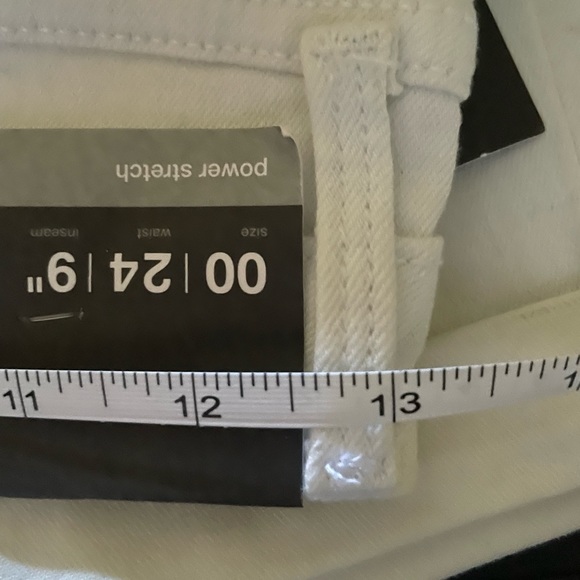 00 | 24 | 9"
size waist inseam
power stretch
11 12 13